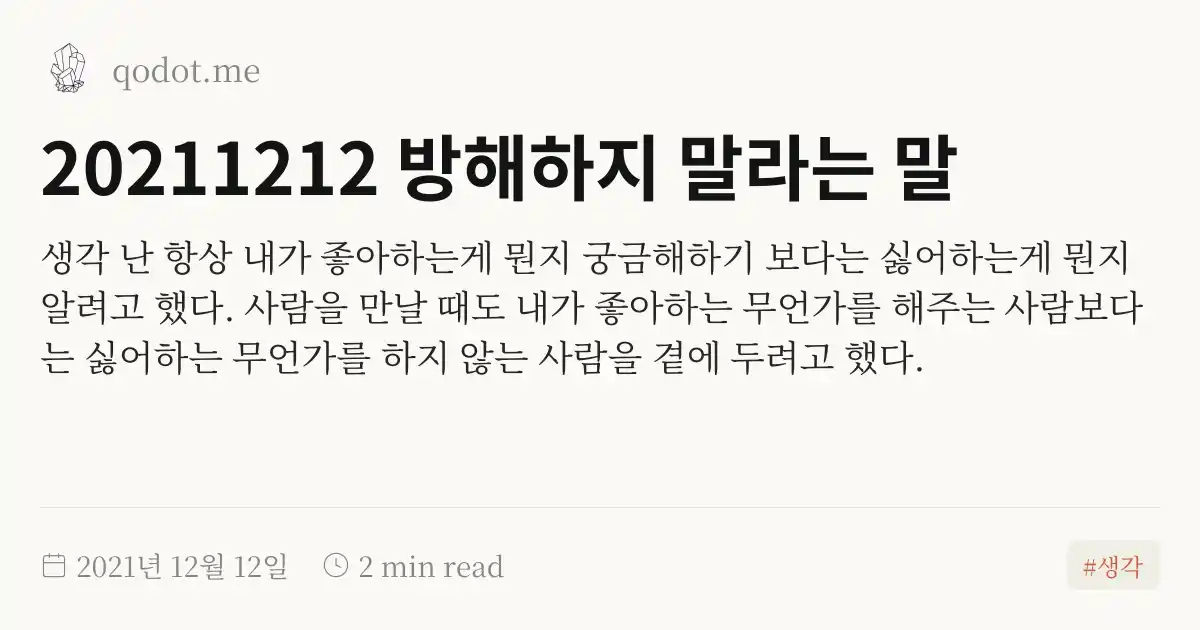 qodot.me
20211212 방해하지 말라는 말
생각 난 항상 내가 좋아하는게 뭔지 궁금해하기 보다는 싫어하는게 뭔지
알려고 했다. 사람을 만날 때도 내가 좋아하는 무언가를 해주는 사람보다
는 싫어하는 무언가를 하지 않는 사람을 곁에 두려고 했다.
2021년 12월 12일 2 min read #생각